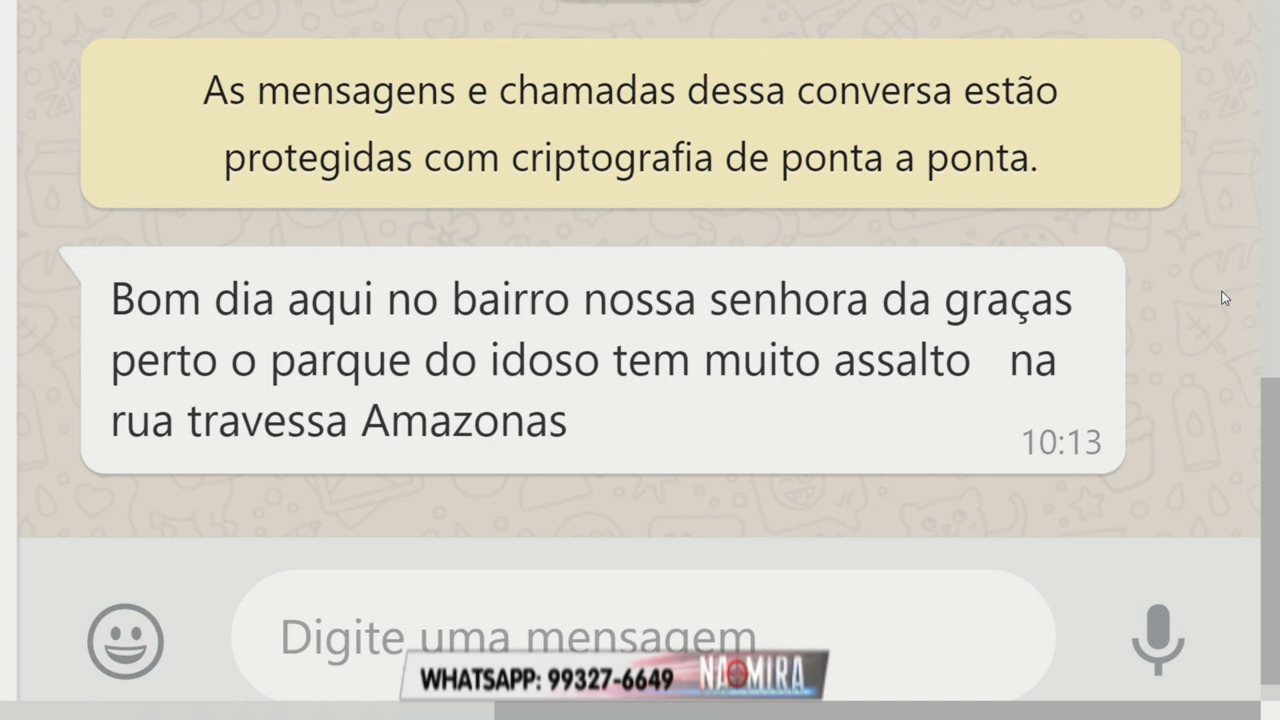 As mensagens e chamadas dessa conversa estão
protegidas com criptografia de ponta a ponta.
Bom dia aqui no bairro nossa senhora da graças
perto o parque do idoso tem muito assalto   na
rua travessa Amazonas
10:13
Digite uma mensagem
WHATSAPP: 99327-6649 NA MIRA